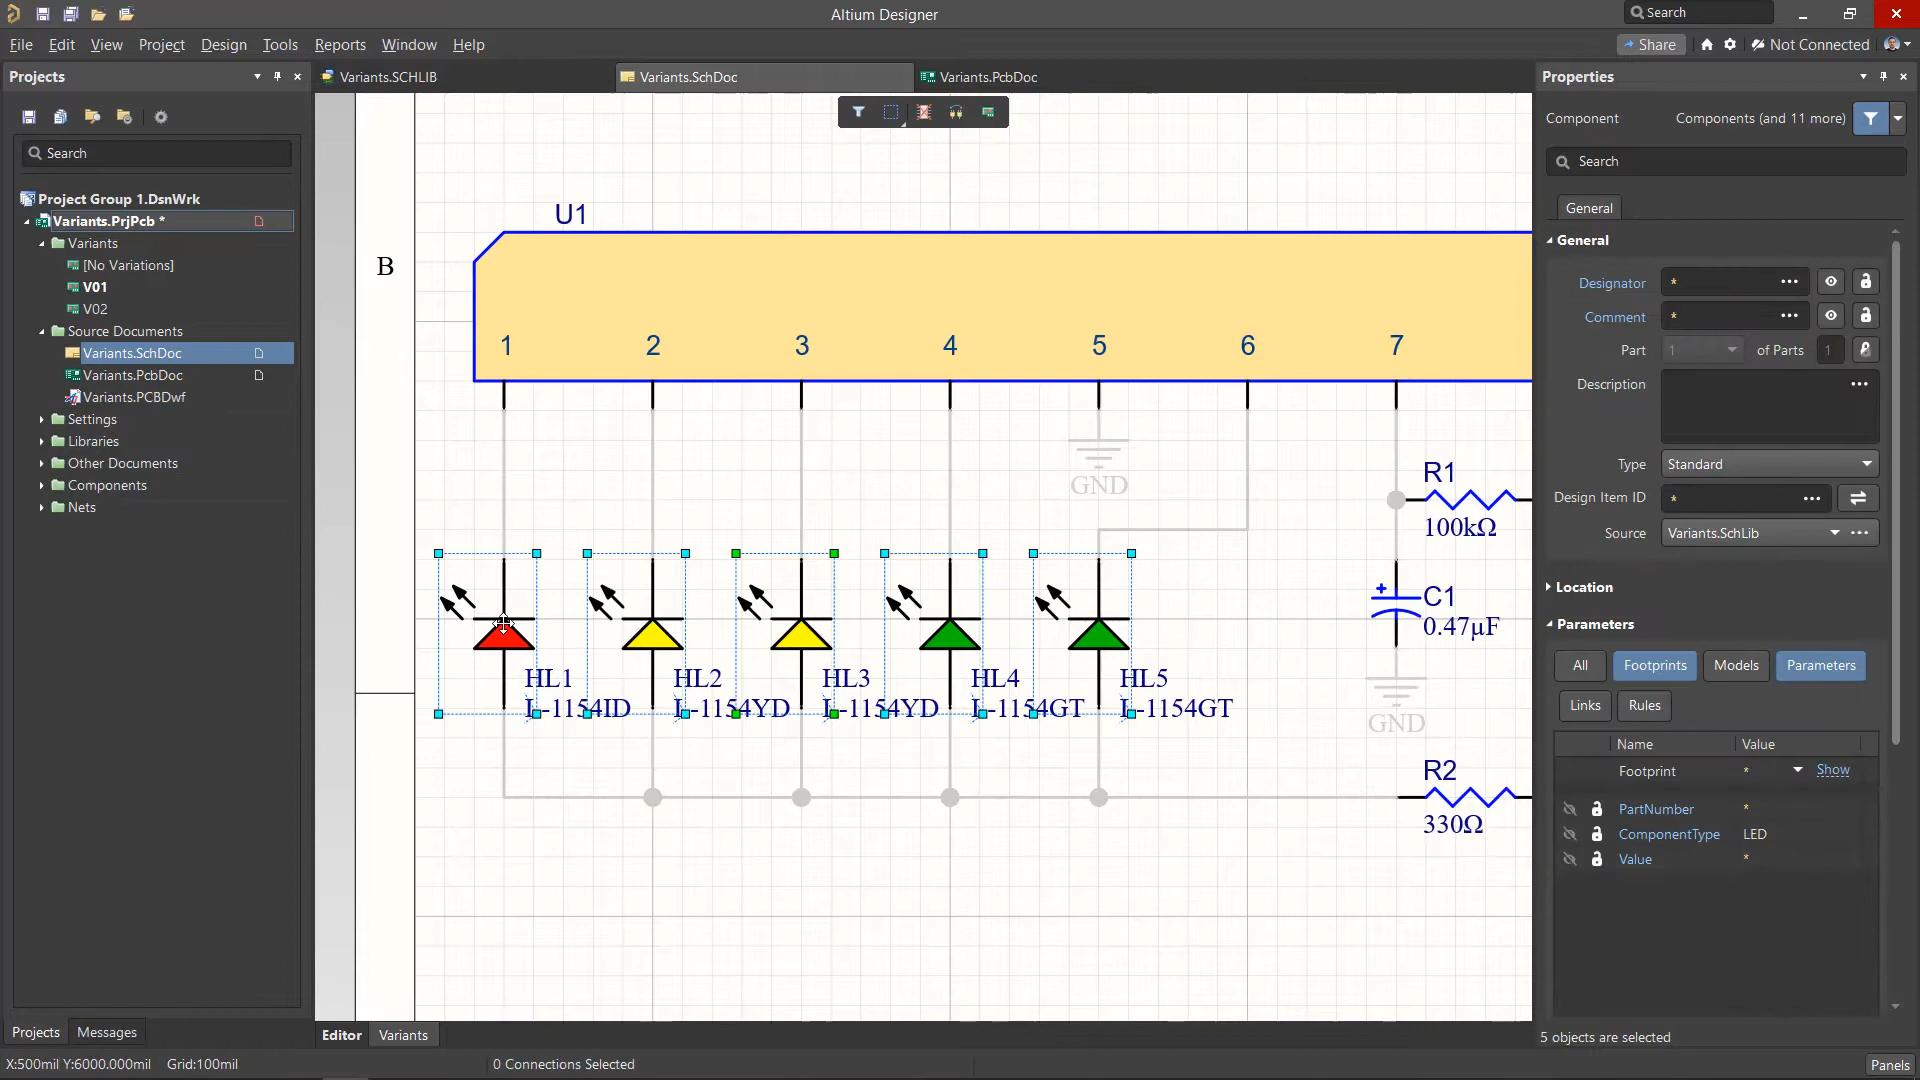 Altium Designer
Search
File Edit View Project Design Tools Reports Window Help
Share
Not Connected
Projects
Variants.SCHLIB
Variants.SchDoc
Variants.PcbDoc
Properties
Component
Components (and 11 more)
Search
Search
Project Group 1.DsnWrk
Variants.PrjPcb *
Variants
[No Variations]
V01
V02
Source Documents
Variants.SchDoc
Variants.PcbDoc
Variants.PCBDwf
Settings
Libraries
Other Documents
Components
Nets
B
U1
1 2 3 4 5 6 7
GND
R1
100kΩ
C1
0.47µF
GND
HL1
L-1154ID
HL2
L-1154YD
HL3
L-1154YD
HL4
L-1154GT
HL5
L-1154GT
R2
330Ω
General
General
Designator *
Comment *
Part 1 of Parts 1
Description
Type Standard
Design Item ID *
Source Variants.SchLib
Location
Parameters
All Footprints Models Parameters
Links Rules
Name Value
Footprint * Show
PartNumber *
ComponentType LED
Value *
Projects Messages
Editor Variants
5 objects are selected
X:500mil Y:6000.000mil Grid:100mil
0 Connections Selected
Panels